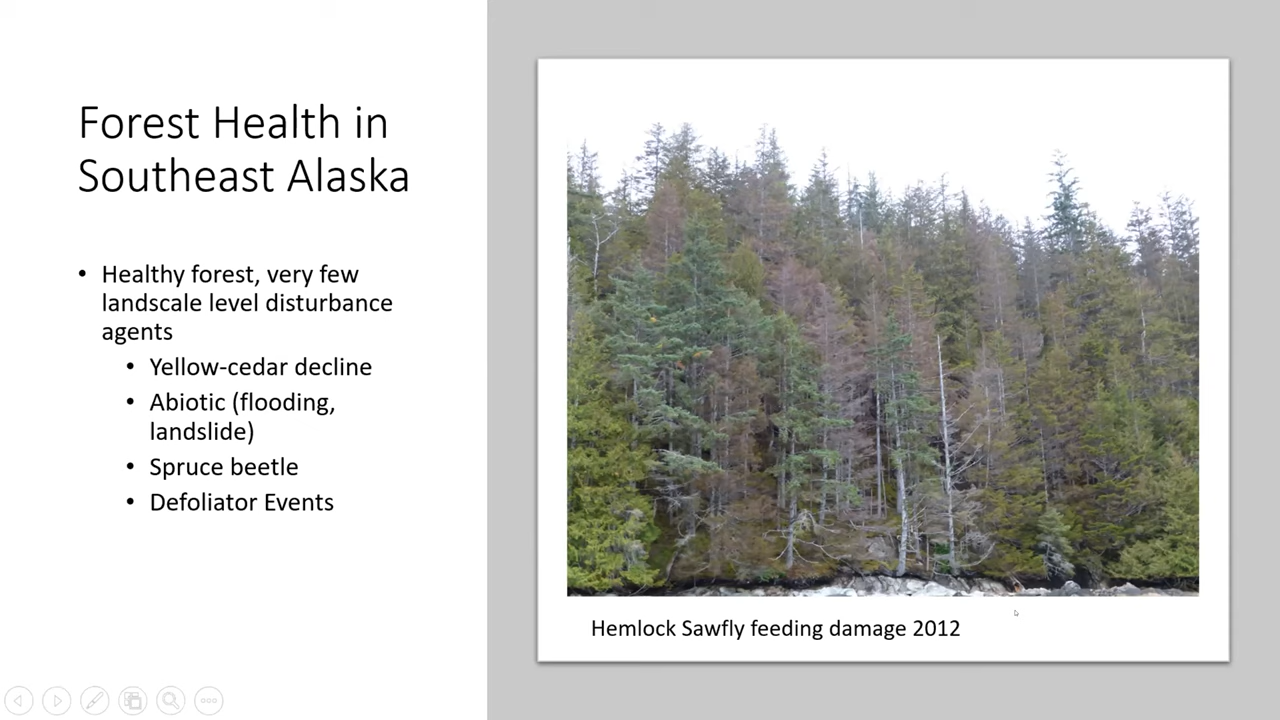 Forest Health in
Southeast Alaska
• Healthy forest, very few
landscale level disturbance
agents
• Yellow-cedar decline
• Abiotic (flooding,
landslide)
• Spruce beetle
• Defoliator Events
Hemlock Sawfly feeding damage 2012